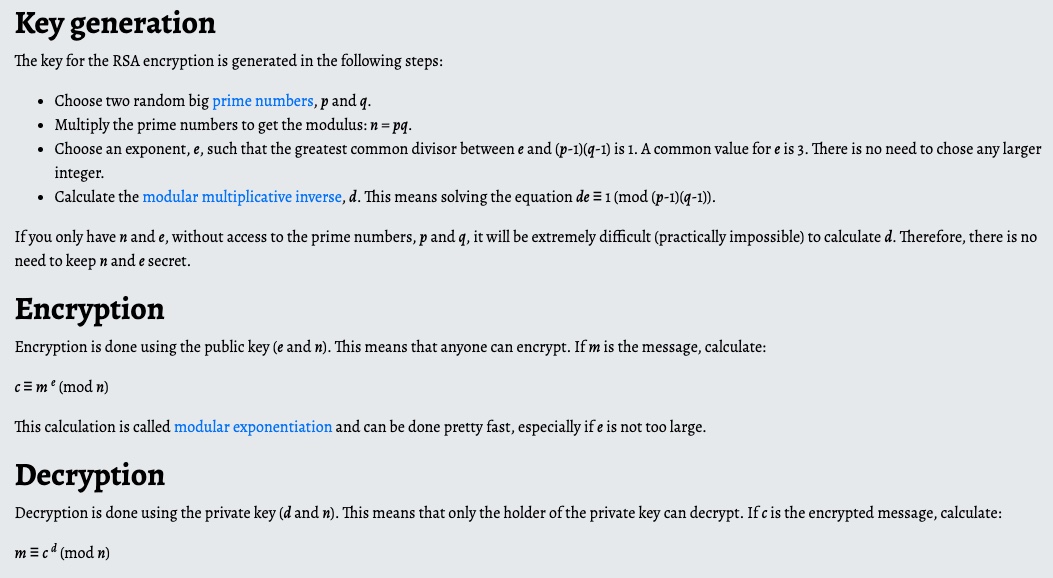 Key generation
The key for the RSA encryption is generated in the following steps:
• Choose two random big prime numbers, p and q.
• Multiply the prime numbers to get the modulus: n = pq.
• Choose an exponent, e, such that the greatest common divisor between e and (p-1)(q-1) is 1. A common value for e is 3. There is no need to chose any larger
integer.
• Calculate the modular multiplicative inverse, d. This means solving the equation de ≡ 1 (mod (p-1)(q-1)).
If you only have n and e, without access to the prime numbers, p and q, it will be extremely difficult (practically impossible) to calculate d. Therefore, there is no
need to keep n and e secret.
Encryption
Encryption is done using the public key (e and n). This means that anyone can encrypt. If m is the message, calculate:
c ≡ m ^e (mod n)
This calculation is called modular exponentiation and can be done pretty fast, especially if e is not too large.
Decryption
Decryption is done using the private key (d and n). This means that only the holder of the private key can decrypt. If c is the encrypted message, calculate:
m ≡ c ^d (mod n)